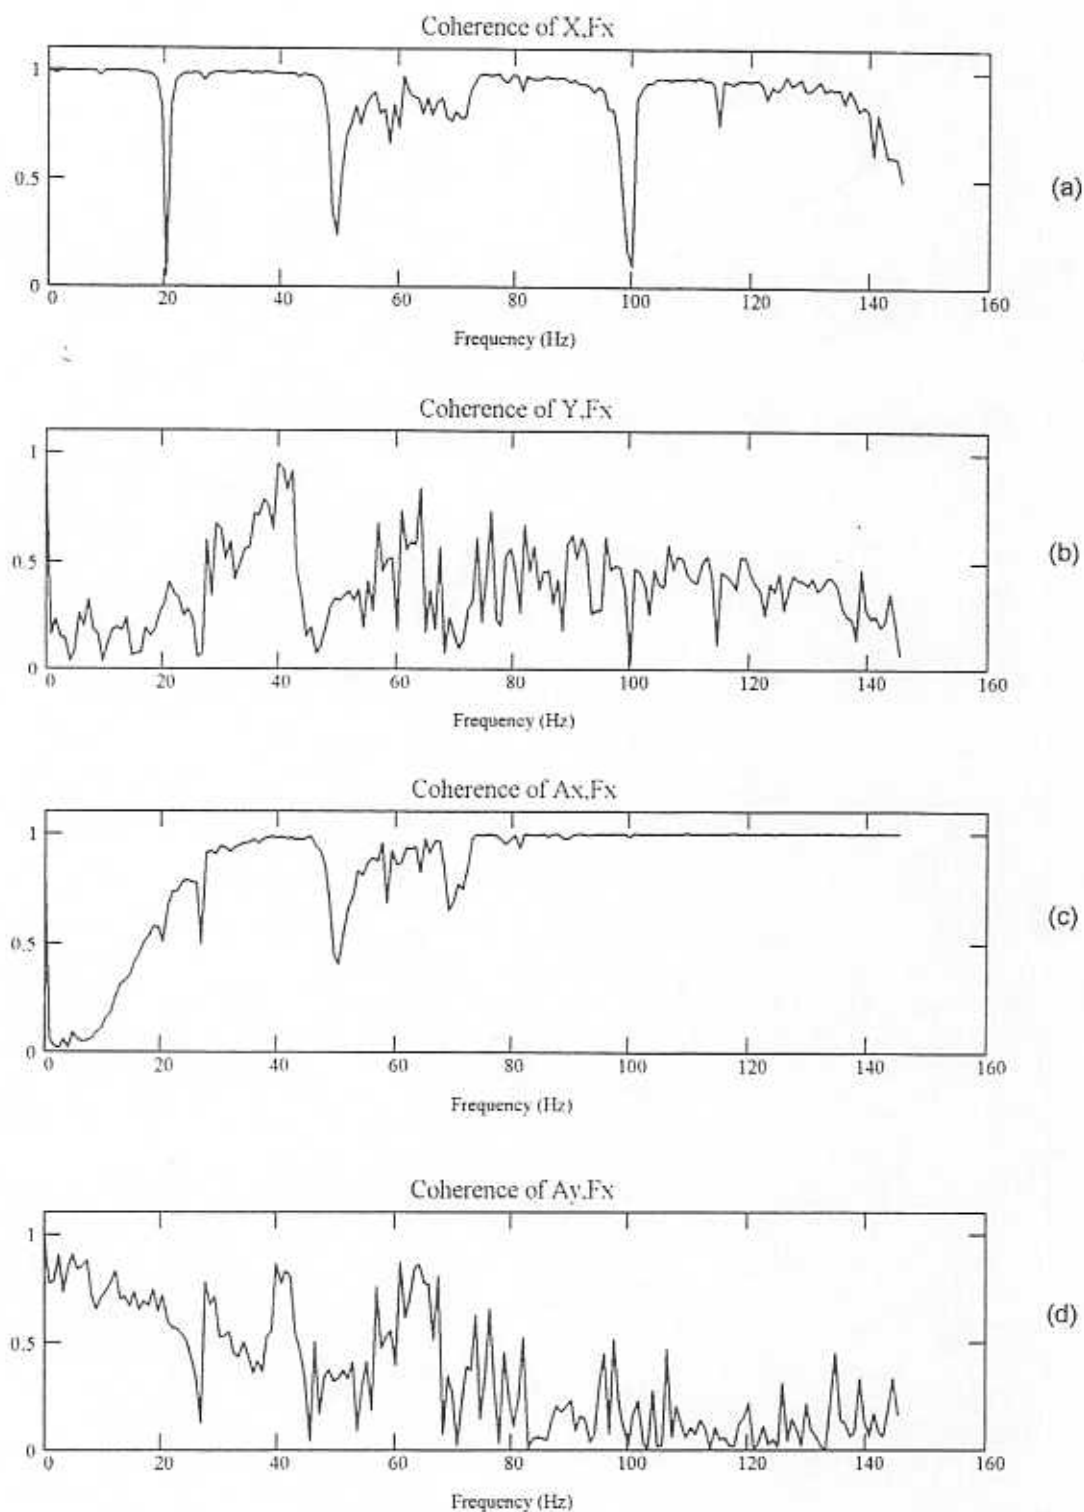 Coherence of X,Fx
1
0.5
0
0 20 40 60 80 100 120 140 160
Frequency (Hz)
(a)
Coherence of Y,Fx
1
0.5
0
0 20 40 60 80 100 120 140 160
Frequency (Hz)
(b)
Coherence of Ax,Fx
1
0.5
0
0 20 40 60 80 100 120 140 160
Frequency (Hz)
(c)
Coherence of Ay,Fx
1
0.5
0
0 20 40 60 80 100 120 140 160
Frequency (Hz)
(d)